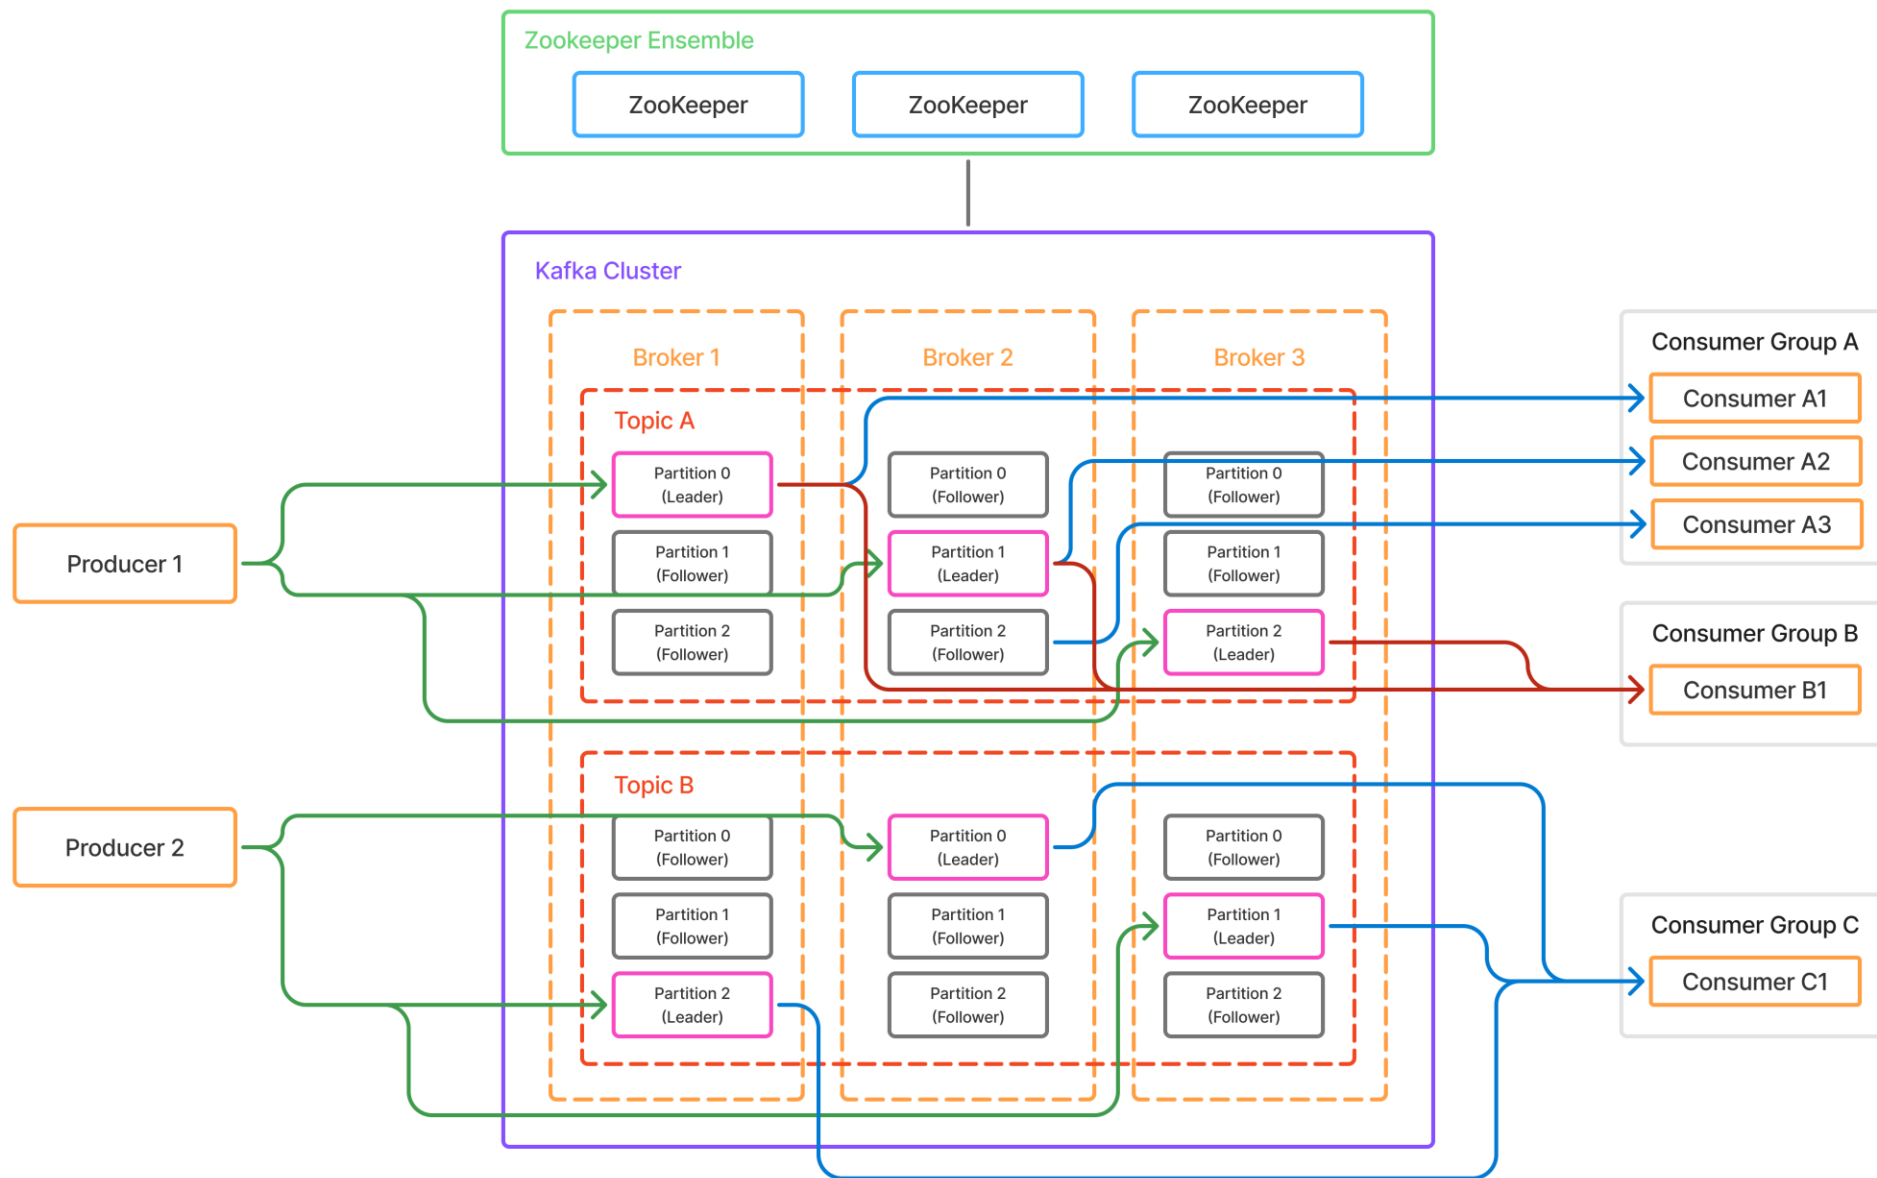 Zookeeper Ensemble
ZooKeeper
ZooKeeper
ZooKeeper
Kafka Cluster
Broker 1
Broker 2
Broker 3
Topic A
Partition 0
(Leader)
Partition 0
(Follower)
Partition 0
(Follower)
Partition 1
(Follower)
Partition 1
(Leader)
Partition 1
(Follower)
Partition 2
(Follower)
Partition 2
(Follower)
Partition 2
(Leader)
Topic B
Partition 0
(Follower)
Partition 0
(Leader)
Partition 0
(Follower)
Partition 1
(Follower)
Partition 1
(Follower)
Partition 1
(Leader)
Partition 2
(Leader)
Partition 2
(Follower)
Partition 2
(Follower)
Producer 1
Producer 2
Consumer Group A
Consumer A1
Consumer A2
Consumer A3
Consumer Group B
Consumer B1
Consumer Group C
Consumer C1